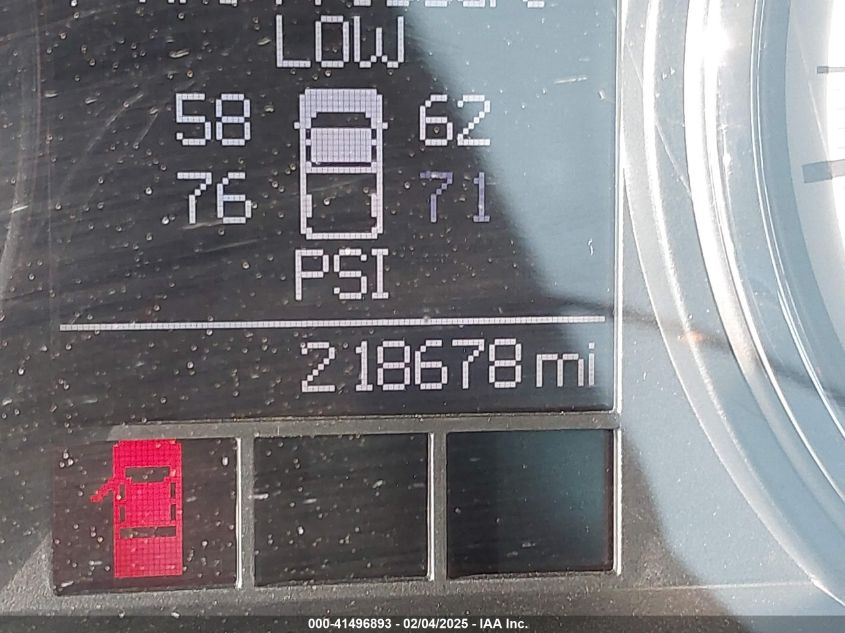 LOW
58 62
76 71
PSI
218678 mi
000-41496893 - 02/04/2025 - IAA Inc.